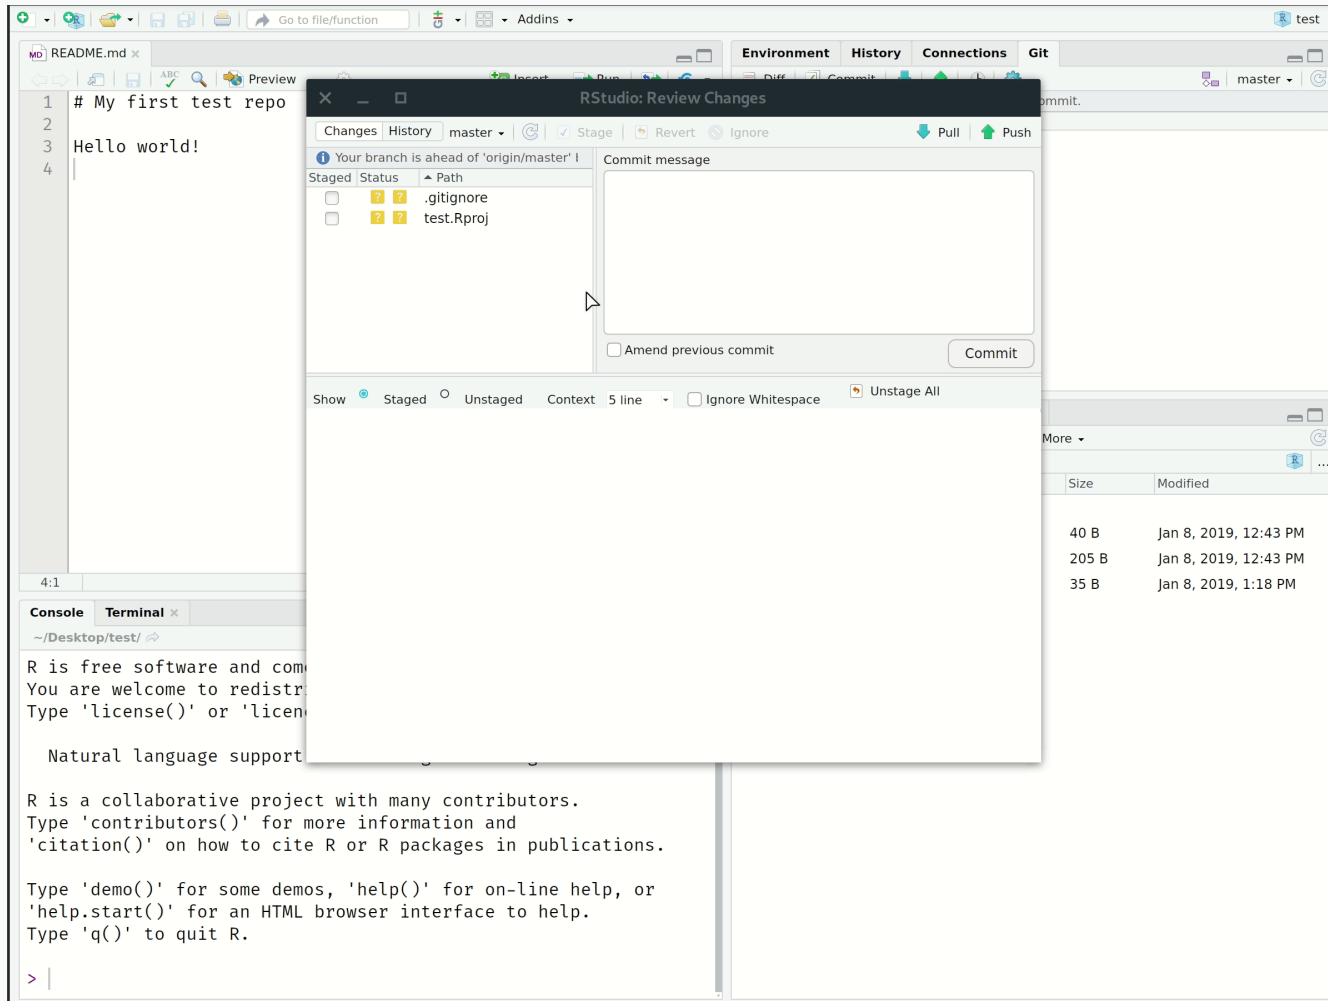 Go to file/function
Git
Addins
test
README.md
Environment History Connections Git
ABC Preview
master
1 # My first test repo
2
3 Hello world!
4
RStudio: Review Changes
Changes History master Stage Revert Ignore Pull Push
Your branch is ahead of 'origin/master'
Staged Status Path
.gitignore
test.Rproj
Commit message
Amend previous commit
Commit
Show Staged Unstaged Context 5 line Ignore Whitespace Unstage All
More
Size Modified
40 B Jan 8, 2019, 12:43 PM
205 B Jan 8, 2019, 12:43 PM
35 B Jan 8, 2019, 1:18 PM
4:1
Console Terminal
~/Desktop/test/
R is free software and com
You are welcome to redistr
Type 'license()' or 'licen
Natural language support
R is a collaborative project with many contributors.
Type 'contributors()' for more information and
'citation()' on how to cite R or R packages in publications.
Type 'demo()' for some demos, 'help()' for on-line help, or
'help.start()' for an HTML browser interface to help.
Type 'q()' to quit R.
>